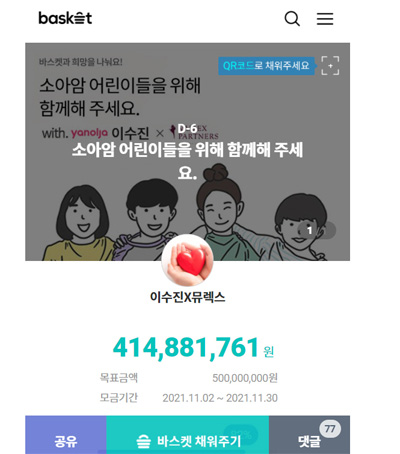 basket
바스켓과 희망을 나눠요!
QR코드로 채워주세요
소아암 어린이들을 위해
함께해 주세요.
with. yanolja 이수진 ×
PARTNERS
D-6
소아암 어린이들을 위해 함께해 주세
요.
1
이수진X뮤렉스
414,881,761 원
목표금액 500,000,000원
모금기간 2021.11.02 ~ 2021.11.30
공유
바스켓 채워주기
댓글
77